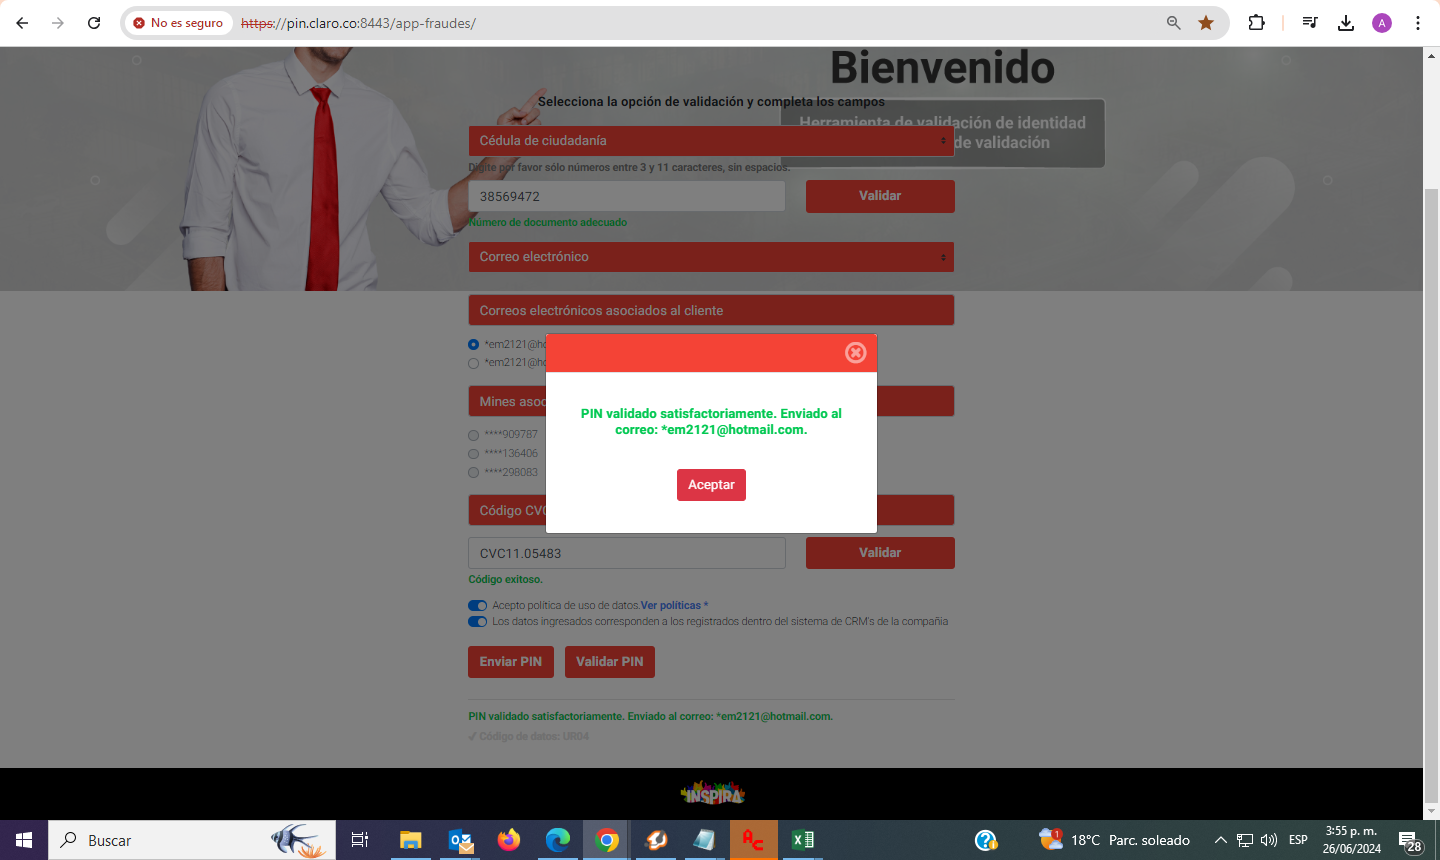 No es seguro
https://pin.claro.co:8443/app-fraudes/
A
Bienvenido
Selecciona la opción de validación y completa los campos
Herramienta de validación de identidad
de validación
Cédula de ciudadanía
Digite por favor sólo números entre 3 y 11 caracteres, sin espacios.
38569472
Validar
Número de documento adecuado
Correo electrónico
Correos electrónicos asociados al cliente
*em2121@ho
*em2121@ho
PIN validado satisfactoriamente. Enviado al
correo: *em2121@hotmail.com.
Aceptar
Mines asoc
****909787
****136406
****298083
Código CVC
CVC11.05483
Validar
Código exitoso.
Acepto política de uso de datos.Ver políticas *
Los datos ingresados corresponden a los registrados dentro del sistema de CRM's de la compañia
Enviar PIN
Validar PIN
PIN validado satisfactoriamente. Enviado al correo: *em2121@hotmail.com.
Código de datos: UR04
INSPIRA
Buscar
1
18°C Parc. soleado
ESP
3:55 p. m.
26/06/2024
28